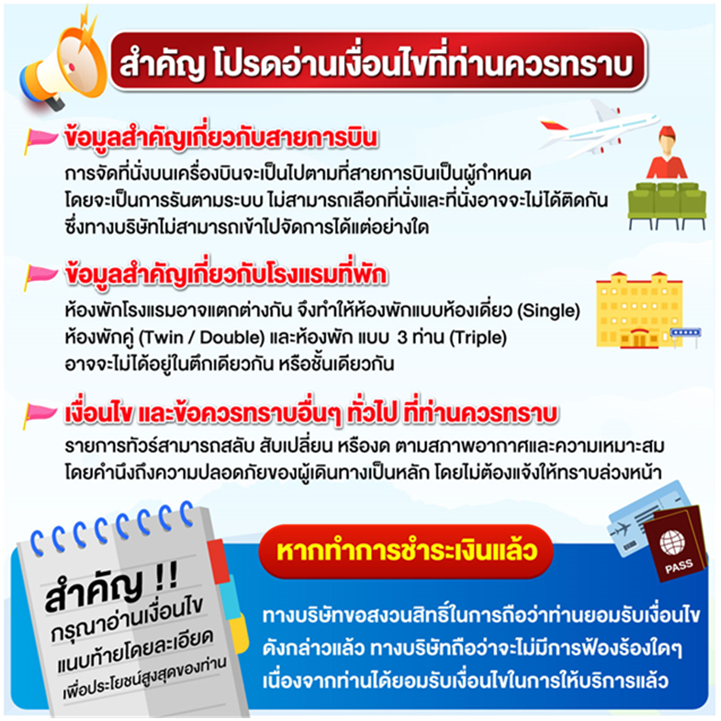 สำคัญ โปรดอ่านเงื่อนไขที่ท่านควรทราบ
ข้อมูลสำคัญเกี่ยวกับสายการบิน
การจัดที่นั่งบนเครื่องบินจะเป็นไปตามที่สายการบินเป็นผู้กำหนด
โดยจะเป็นการรันตามระบบ ไม่สามารถเลือกที่นั่งและที่นั่งอาจจะไม่ได้ติดกัน
ซึ่งทางบริษัทไม่สามารถเข้าไปจัดการได้แต่อย่างใด
ข้อมูลสำคัญเกี่ยวกับโรงแรมที่พัก
ห้องพักโรงแรมอาจแตกต่างกัน จึงทำให้ห้องพักแบบห้องเดี่ยว (Single)
ห้องพักคู่ (Twin / Double) และห้องพัก แบบ 3 ท่าน (Triple)
อาจจะไม่ได้อยู่ในตึกเดียวกัน หรือชั้นเดียวกัน
เงื่อนไข และข้อควรทราบอื่นๆ ทั่วไป ที่ท่านควรทราบ
รายการทัวร์สามารถสลับ สับเปลี่ยน หรืองด ตามสภาพอากาศและความเหมาะสม
โดยคำนึงถึงความปลอดภัยของผู้เดินทางเป็นหลัก โดยไม่ต้องแจ้งให้ทราบล่วงหน้า
สำคัญ !!
กรุณาอ่านเงื่อนไข
แนบท้ายโดยละเอียด
เพื่อประโยชน์สูงสุดของท่าน
หากทำการชำระเงินแล้ว
ทางบริษัทขอสงวนสิทธิ์ในการถือว่าท่านยอมรับเงื่อนไข
ดังกล่าวแล้ว ทางบริษัทถือว่าจะไม่มีการฟ้องร้องใดๆ
เนื่องจากท่านได้ยอมรับเงื่อนไขในการให้บริการแล้ว
PASS